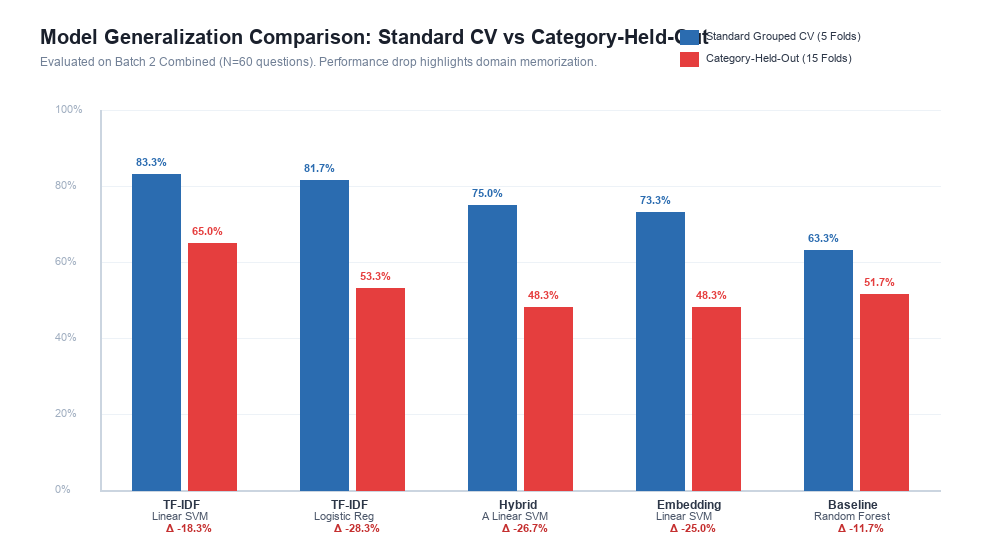 Model Generalization Comparison: Standard CV vs Category-Held-Out
Evaluated on Batch 2 Combined (N=60 questions). Performance drop highlights domain memorization.
Standard Grouped CV (5 Folds)
Category-Held-Out (15 Folds)
100%
80%
60%
40%
20%
0%
83.3%
65.0%
81.7%
53.3%
75.0%
48.3%
73.3%
48.3%
63.3%
51.7%
TF-IDF
Linear SVM
Δ -18.3%
TF-IDF
Logistic Reg
Δ -28.3%
Hybrid
A Linear SVM
Δ -26.7%
Embedding
Linear SVM
Δ -25.0%
Baseline
Random Forest
Δ -11.7%